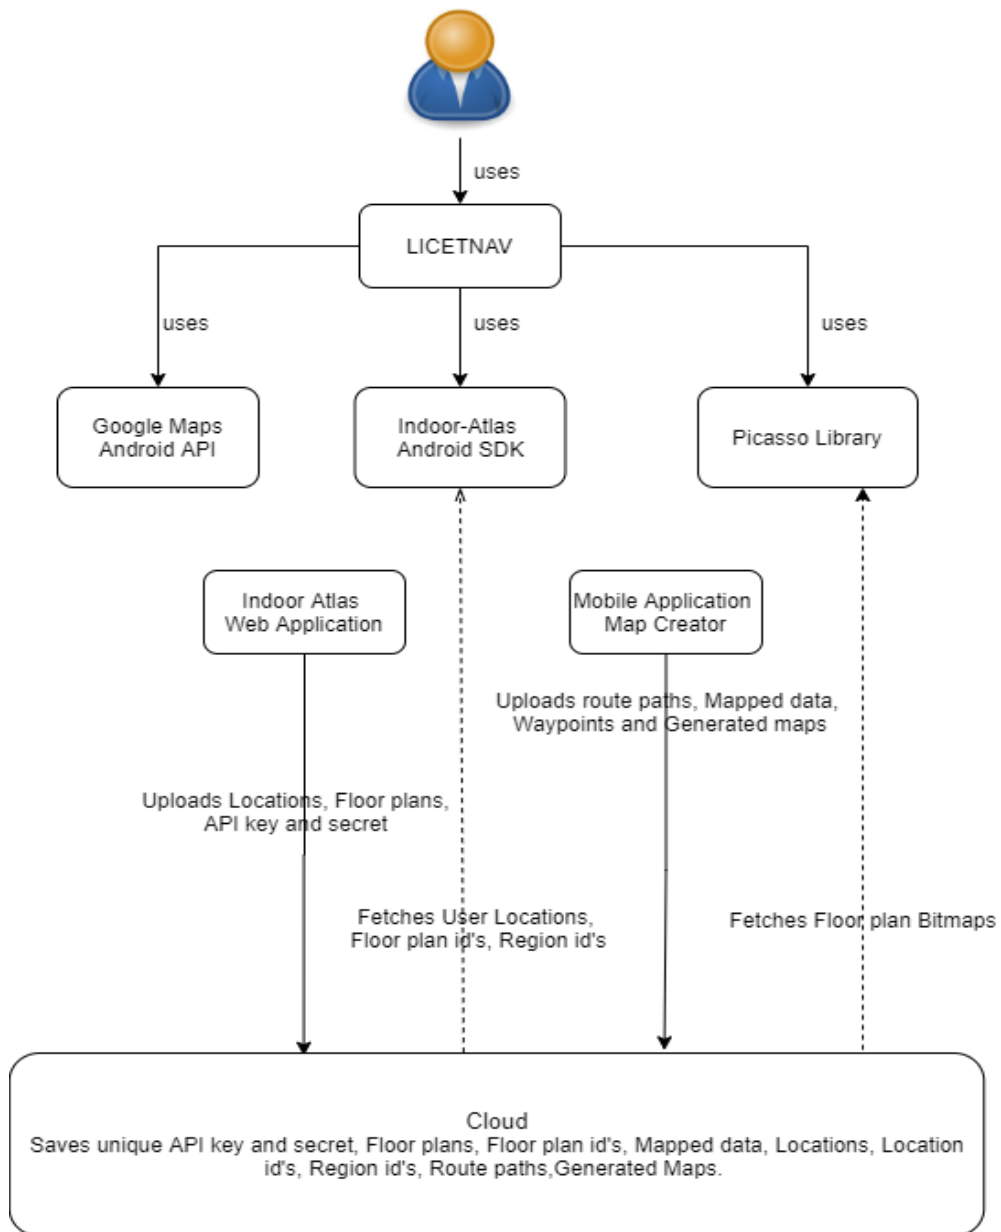 uses
LICETNAV
uses
uses
uses
Google Maps
Android API
Indoor-Atlas
Android SDK
Picasso Library
Indoor Atlas
Web Application
Mobile Application
Map Creator
Uploads route paths, Mapped data,
Waypoints and Generated maps
Uploads Locations, Floor plans,
API key and secret
Fetches User Locations,
Floor plan id's, Region id's
Fetches Floor plan Bitmaps
Cloud
Saves unique API key and secret, Floor plans, Floor plan id's, Mapped data, Locations, Location
id's, Region id's, Route paths,Generated Maps.